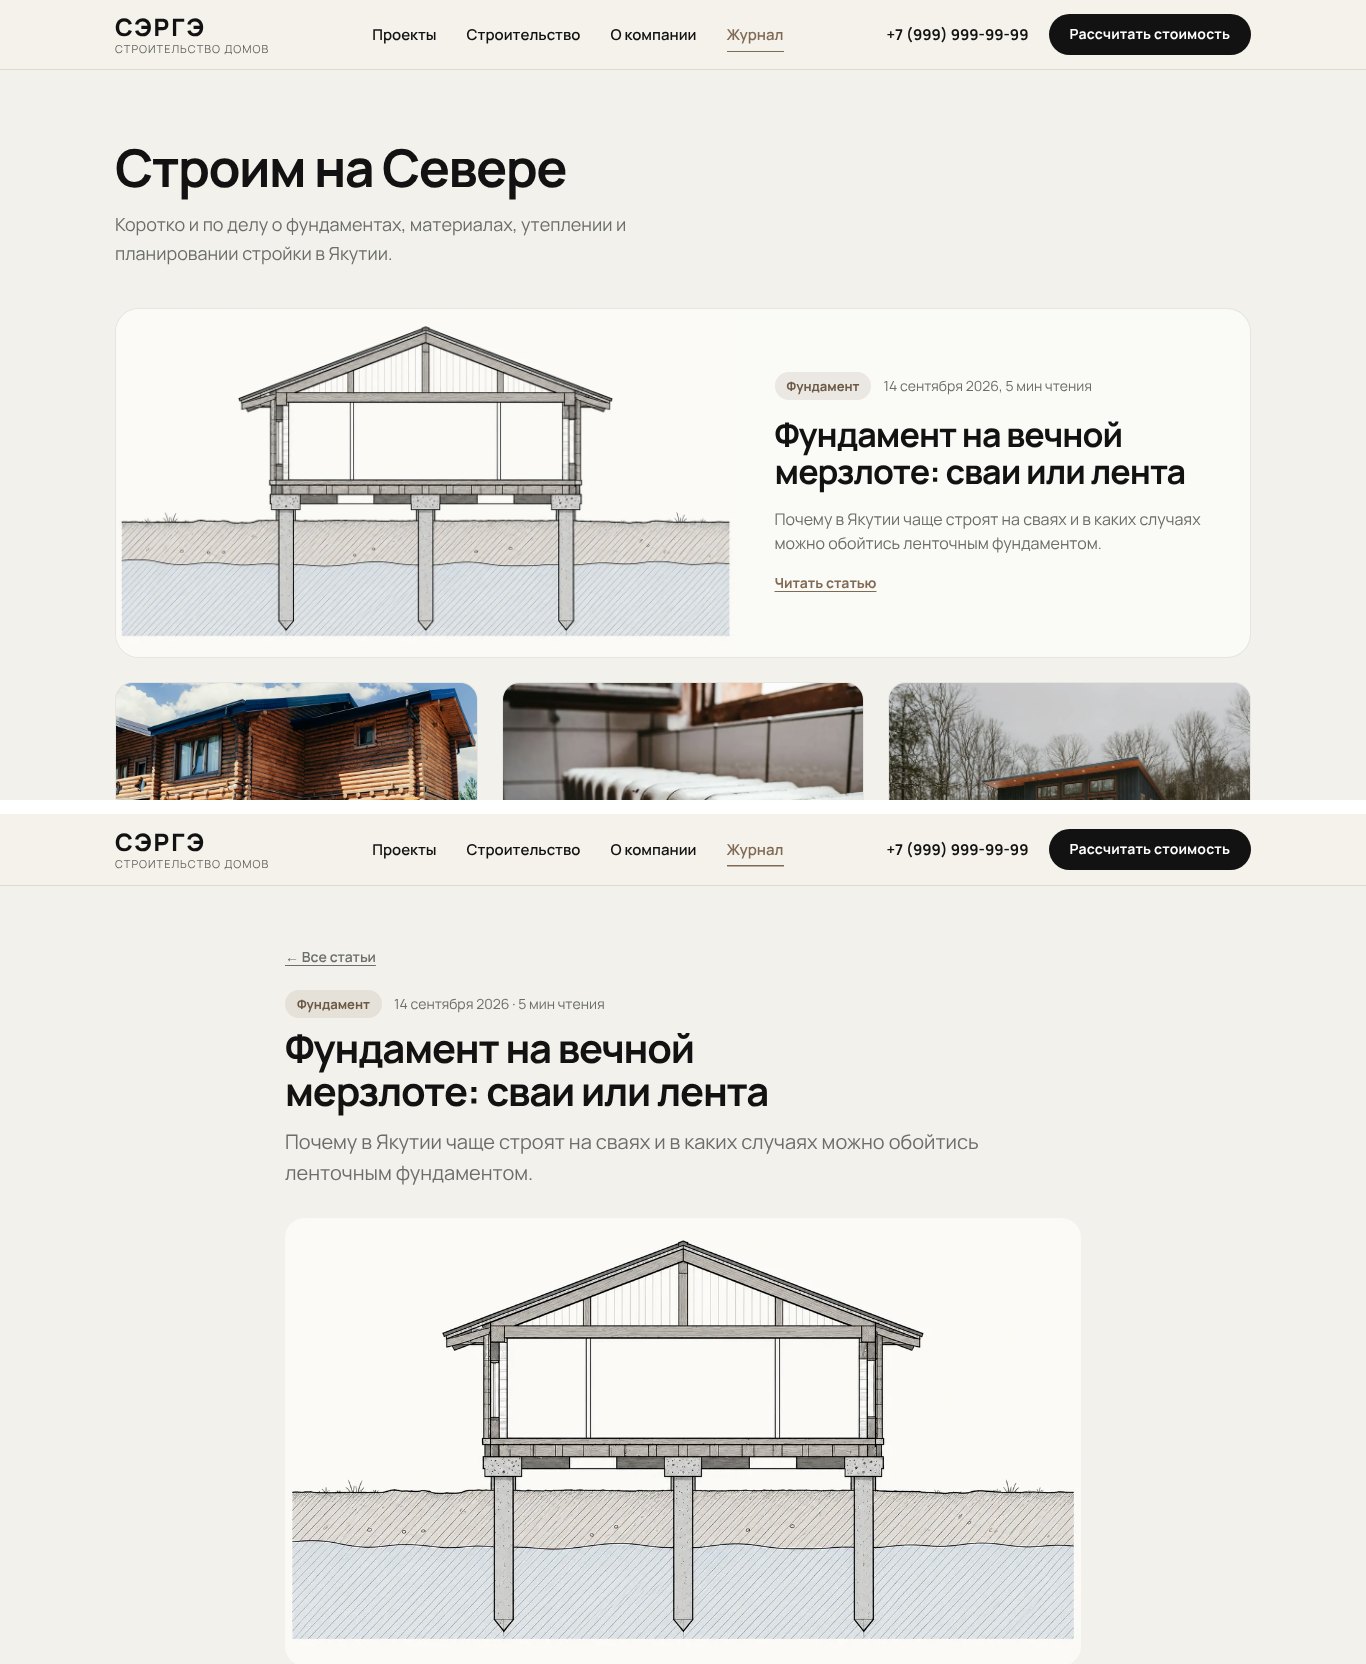 СЭРГЭ
СТРОИТЕЛЬСТВО ДОМОВ
Проекты
Строительство
О компании
Журнал
+7 (999) 999-99-99
Рассчитать стоимость
Строим на Севере
Коротко и по делу о фундаментах, материалах, утеплении и
планировании стройки в Якутии.
Фундамент
14 сентября 2026, 5 мин чтения
Фундамент на вечной
мерзлоте: сваи или лента
Почему в Якутии чаще строят на сваях и в каких случаях
можно обойтись ленточным фундаментом.
Читать статью
СЭРГЭ
СТРОИТЕЛЬСТВО ДОМОВ
Проекты
Строительство
О компании
Журнал
+7 (999) 999-99-99
Рассчитать стоимость
← Все статьи
Фундамент
14 сентября 2026 · 5 мин чтения
Фундамент на вечной
мерзлоте: сваи или лента
Почему в Якутии чаще строят на сваях и в каких случаях можно обойтись
ленточным фундаментом.